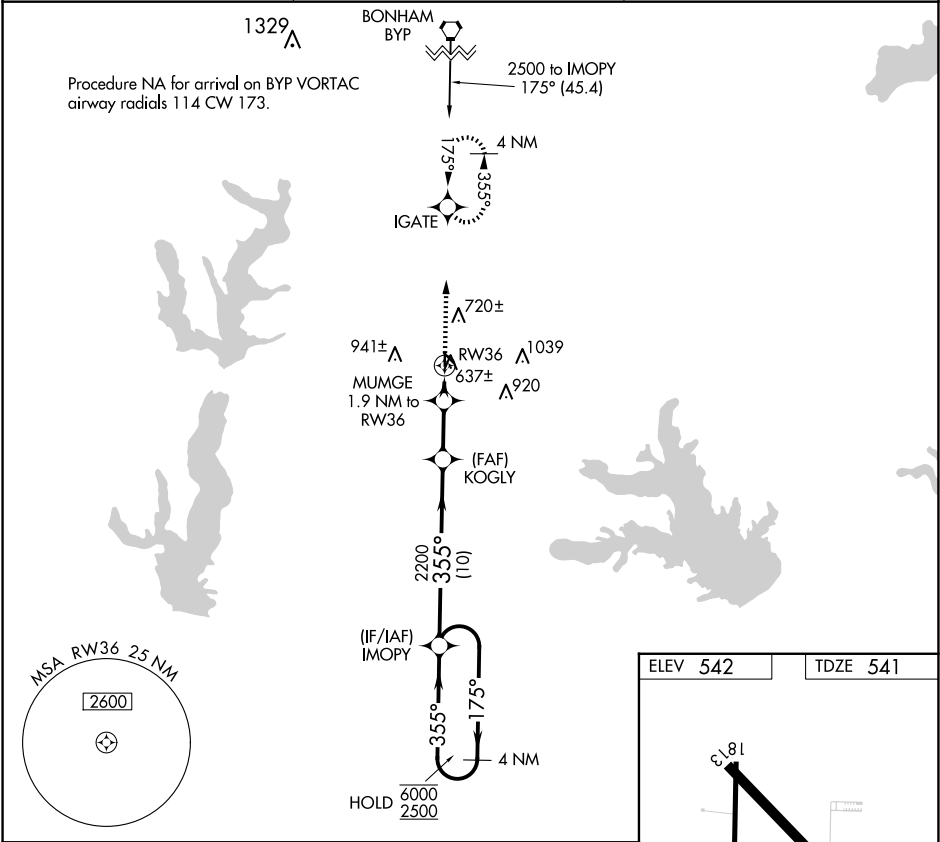 1329
BONHAM
BYP
Procedure NA for arrival on BYP VORTAC
airway radials 114 CW 173.
2500 to IMOPY
175° (45.4)
4 NM
175°
355°
IGATE
720±
941±
RW36
1039
637±
920
MUMGE
1.9 NM to
RW36
(FAF)
KOGLY
2200
355°
(10)
(IF/IAF)
IMOPY
355°
175°
4 NM
HOLD
6000
2500
MSA RW36 25 NM
2600
ELEV 542
TDZE 541
13
18